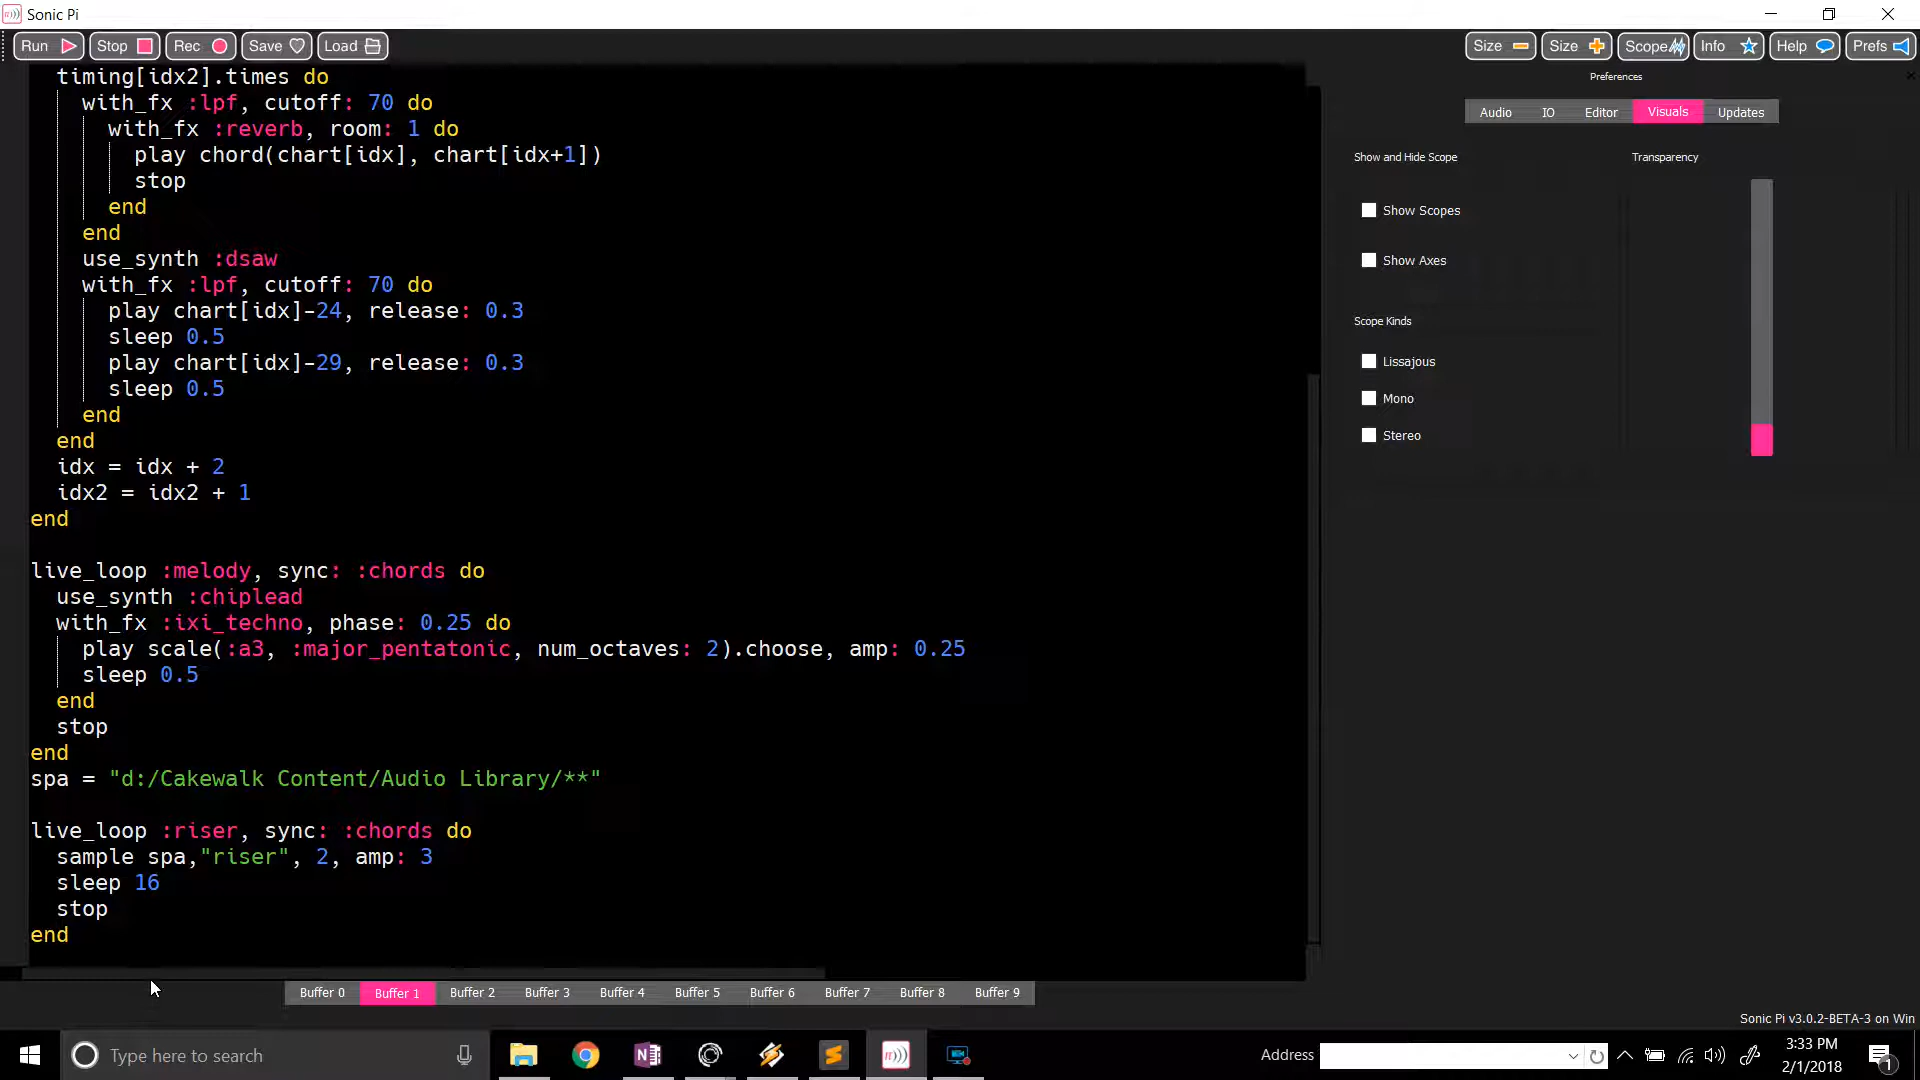 Sonic Pi
Run Stop Rec Save Load Size Size Scope Info Help Prefs
timing[idx2].times do
with_fx :lpf, cutoff: 70 do
with_fx :reverb, room: 1 do
play chord(chart[idx], chart[idx+1])
stop
end
end
use_synth :dsaw
with_fx :lpf, cutoff: 70 do
play chart[idx]-24, release: 0.3
sleep 0.5
play chart[idx]-29, release: 0.3
sleep 0.5
end
end
idx = idx + 2
idx2 = idx2 + 1
end
live_loop :melody, sync: :chords do
use_synth :chiplead
with_fx :ixi_techno, phase: 0.25 do
play scale(:a3, :major_pentatonic, num_octaves: 2).choose, amp: 0.25
sleep 0.5
end
stop
end
spa = "d:/Cakewalk Content/Audio Library/**"
live_loop :riser, sync: :chords do
sample spa,"riser", 2, amp: 3
sleep 16
stop
end
Preferences
Audio IO Editor Visuals Updates
Show and Hide Scope
Transparency
Show Scopes
Show Axes
Scope Kinds
Lissajous
Mono
Stereo
Buffer 0 Buffer 1 Buffer 2 Buffer 3 Buffer 4 Buffer 5 Buffer 6 Buffer 7 Buffer 8 Buffer 9
Sonic Pi v3.0.2-BETA-3 on Win
Type here to search
Address
3:33 PM
2/1/2018
1